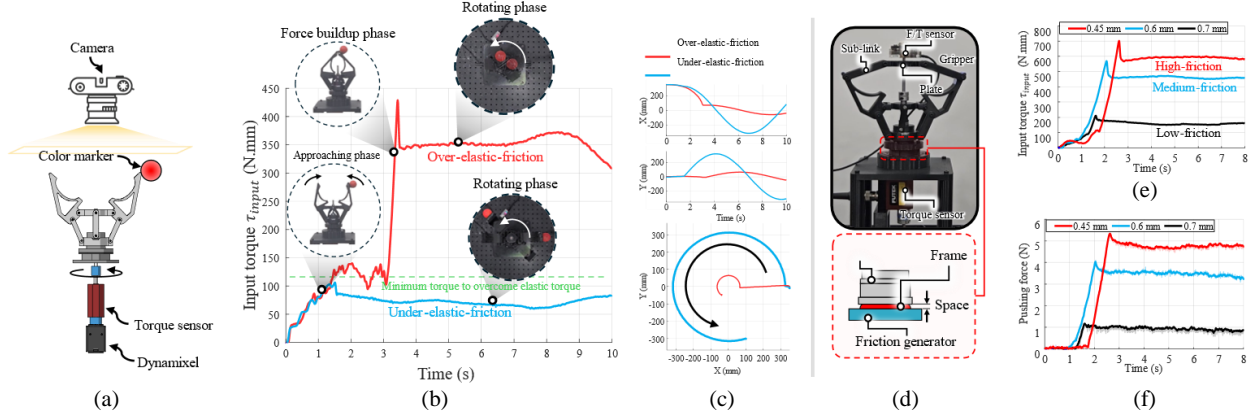 Camera
Color marker
Torque sensor
Dynamixel
(a)
Force buildup phase
Rotating phase
Approaching phase
Rotating phase
Over-elastic-friction
Minimum torque to overcome elastic torque
Under-elastic-friction
Input torque τinput (N.mm)
450
400
350
300
250
200
150
100
50
0
0 1 2 3 4 5 6 7 8 9 10
Time (s)
(b)
Over-elastic-friction
Under-elastic-friction
X (mm)
200
0
-200
0 2 4 6 8 10
Y (mm)
200
0
-200
0 2 4 6 8 10
Time (s)
Y (mm)
300
200
100
0
-100
-200
-300
-300 -200 -100 0 100 200 300
X (mm)
(c)
F/T sensor
Sub-link
Gripper
Plate
FUTEK
Torque sensor
Frame
Space
Friction generator
(d)
Input torque τinput (N.mm)
800
700
600
500
400
300
200
100
0.45 mm 0.6 mm 0.7 mm
High-friction
Medium-friction
Low-friction
0 1 2 3 4 5 6 7 8
Time (s)
(e)
Pushing force (N)
6
5
4
3
2
1
0
0.45 mm 0.6 mm 0.7 mm
0 1 2 3 4 5 6 7 8
Time (s)
(f)